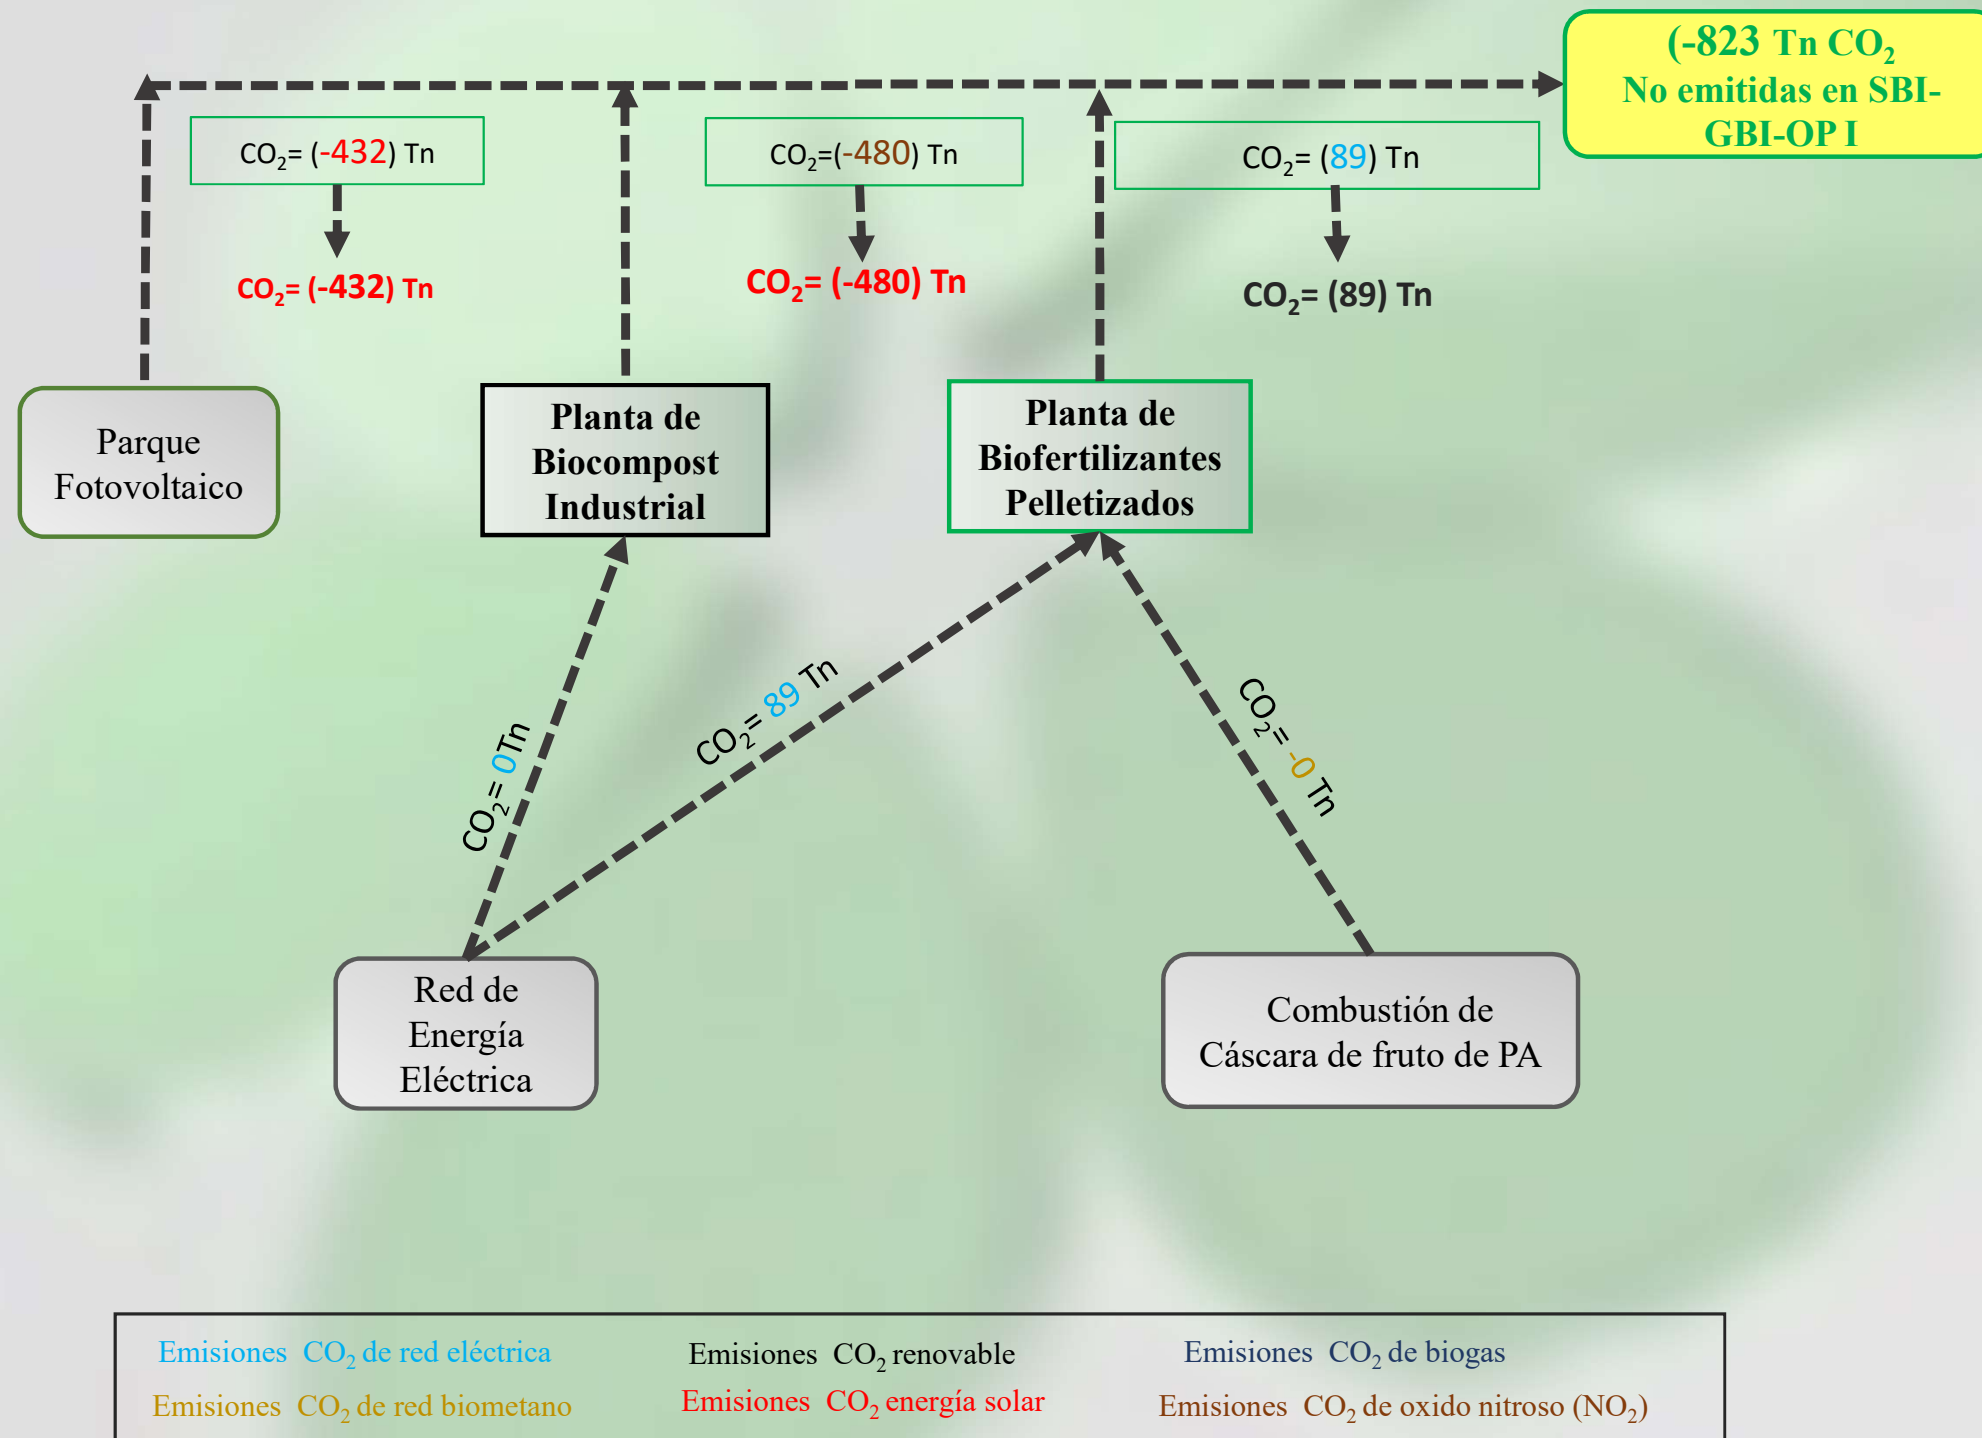 (-823 Tn CO₂
No emitidas en SBI-
GBI-OP I
CO₂= (-432) Tn
CO₂=(-480) Tn
CO₂= (89) Tn
CO₂= (-432) Tn
CO₂= (-480) Tn
CO₂= (89) Tn
Parque
Fotovoltaico
Planta de
Biocompost
Industrial
Planta de
Biofertilizantes
Pelletizados
CO₂= 0Tn
CO₂= 89 Tn
CO₂= -0 Tn
Red de
Energía
Eléctrica
Combustión de
Cáscara de fruto de PA
Emisiones CO₂ de red eléctrica
Emisiones CO₂ renovable
Emisiones CO₂ de biogas
Emisiones CO₂ de red biometano
Emisiones CO₂ energía solar
Emisiones CO₂ de oxido nitroso (NO₂)